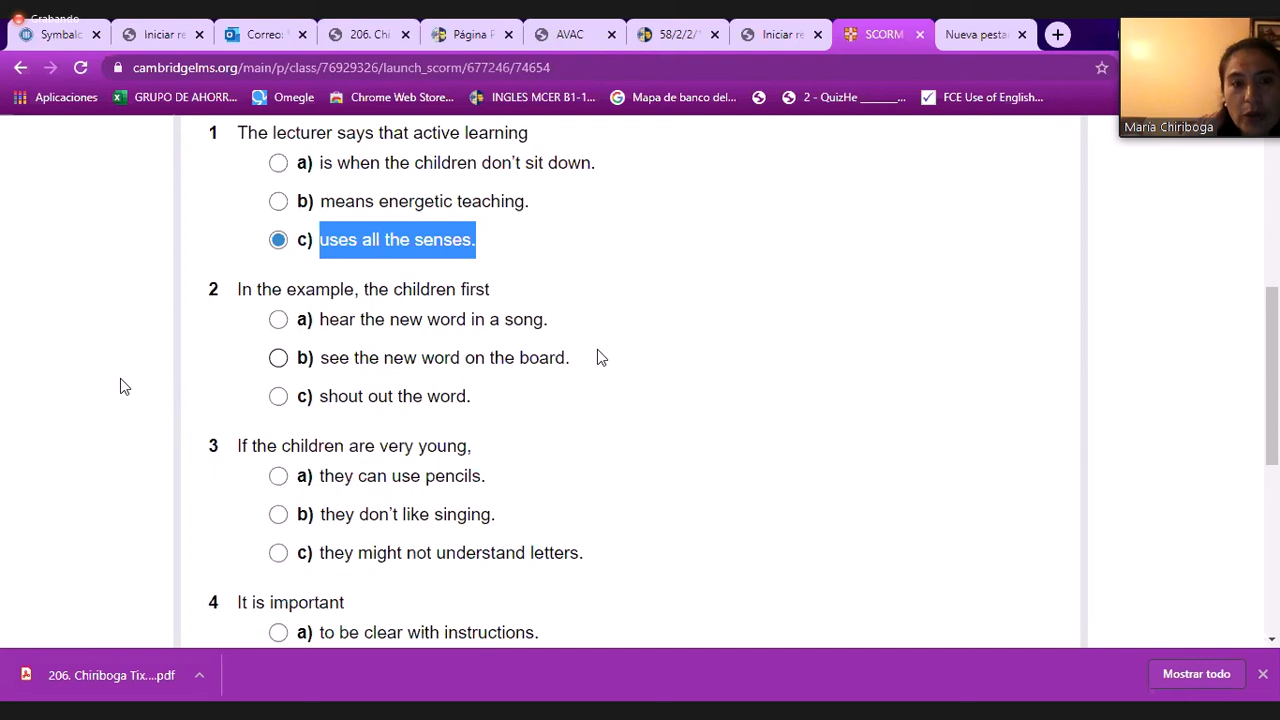 Grabando
Symbalo
Iniciar re
Correo:
206. Chi
Página P
AVAC
58/2/2/
Iniciar re
SCORM
Nueva pesta
cambridgelms.org/main/p/class/76929326/launch_scorm/677246/74654
Aplicaciones
GRUPO DE AHORR...
Omegle
Chrome Web Store...
INGLES MCER B1-1...
Mapa de banco del...
2 - QuizHe ______...
FCE Use of English...
María Chiriboga
1 The lecturer says that active learning
a) is when the children don't sit down.
b) means energetic teaching.
c) uses all the senses.
2 In the example, the children first
a) hear the new word in a song.
b) see the new word on the board.
c) shout out the word.
3 If the children are very young,
a) they can use pencils.
b) they don't like singing.
c) they might not understand letters.
4 It is important
a) to be clear with instructions.
206. Chiriboga Tix....pdf
Mostrar todo